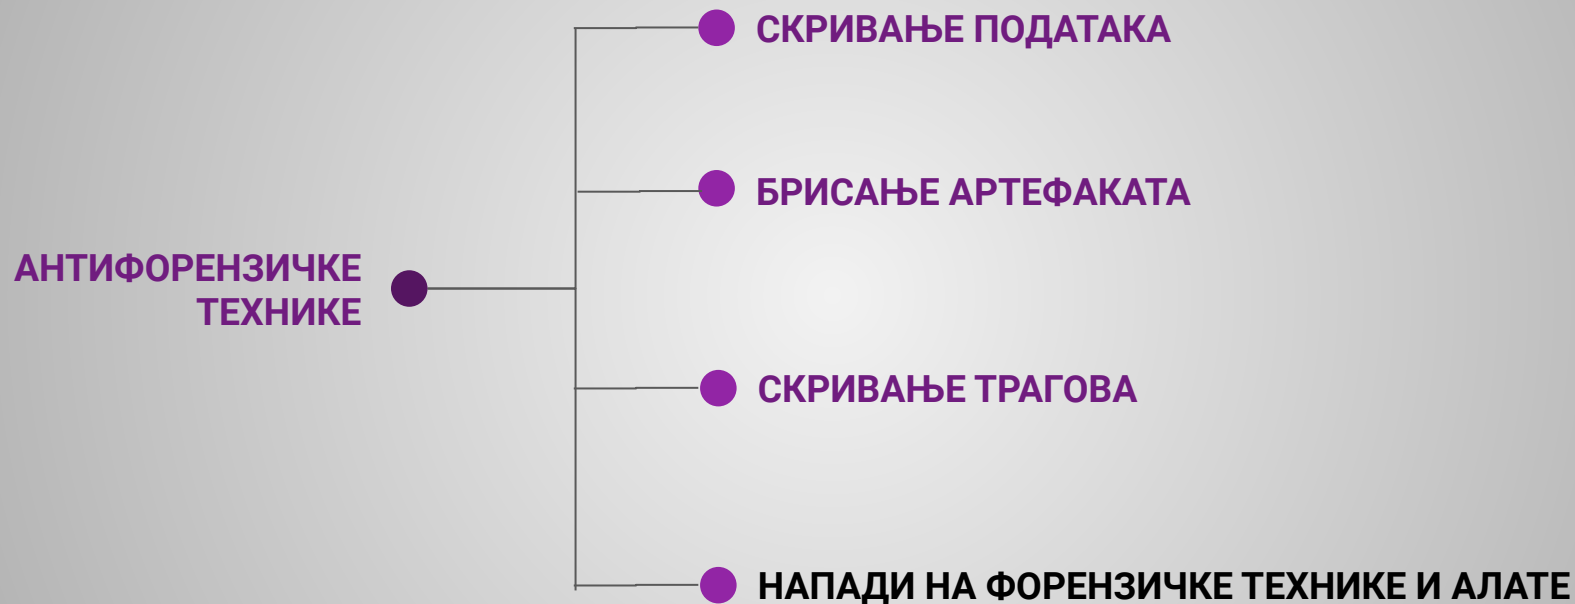 СКРИВАЊЕ ПОДАТАКА
БРИСАЊЕ АРТЕФАКАТА
АНТИФОРЕНЗИЧКЕ
ТЕХНИКЕ
СКРИВАЊЕ ТРАГОВА
НАПАДИ НА ФОРЕНЗИЧКЕ ТЕХНИКЕ И АЛАТЕ